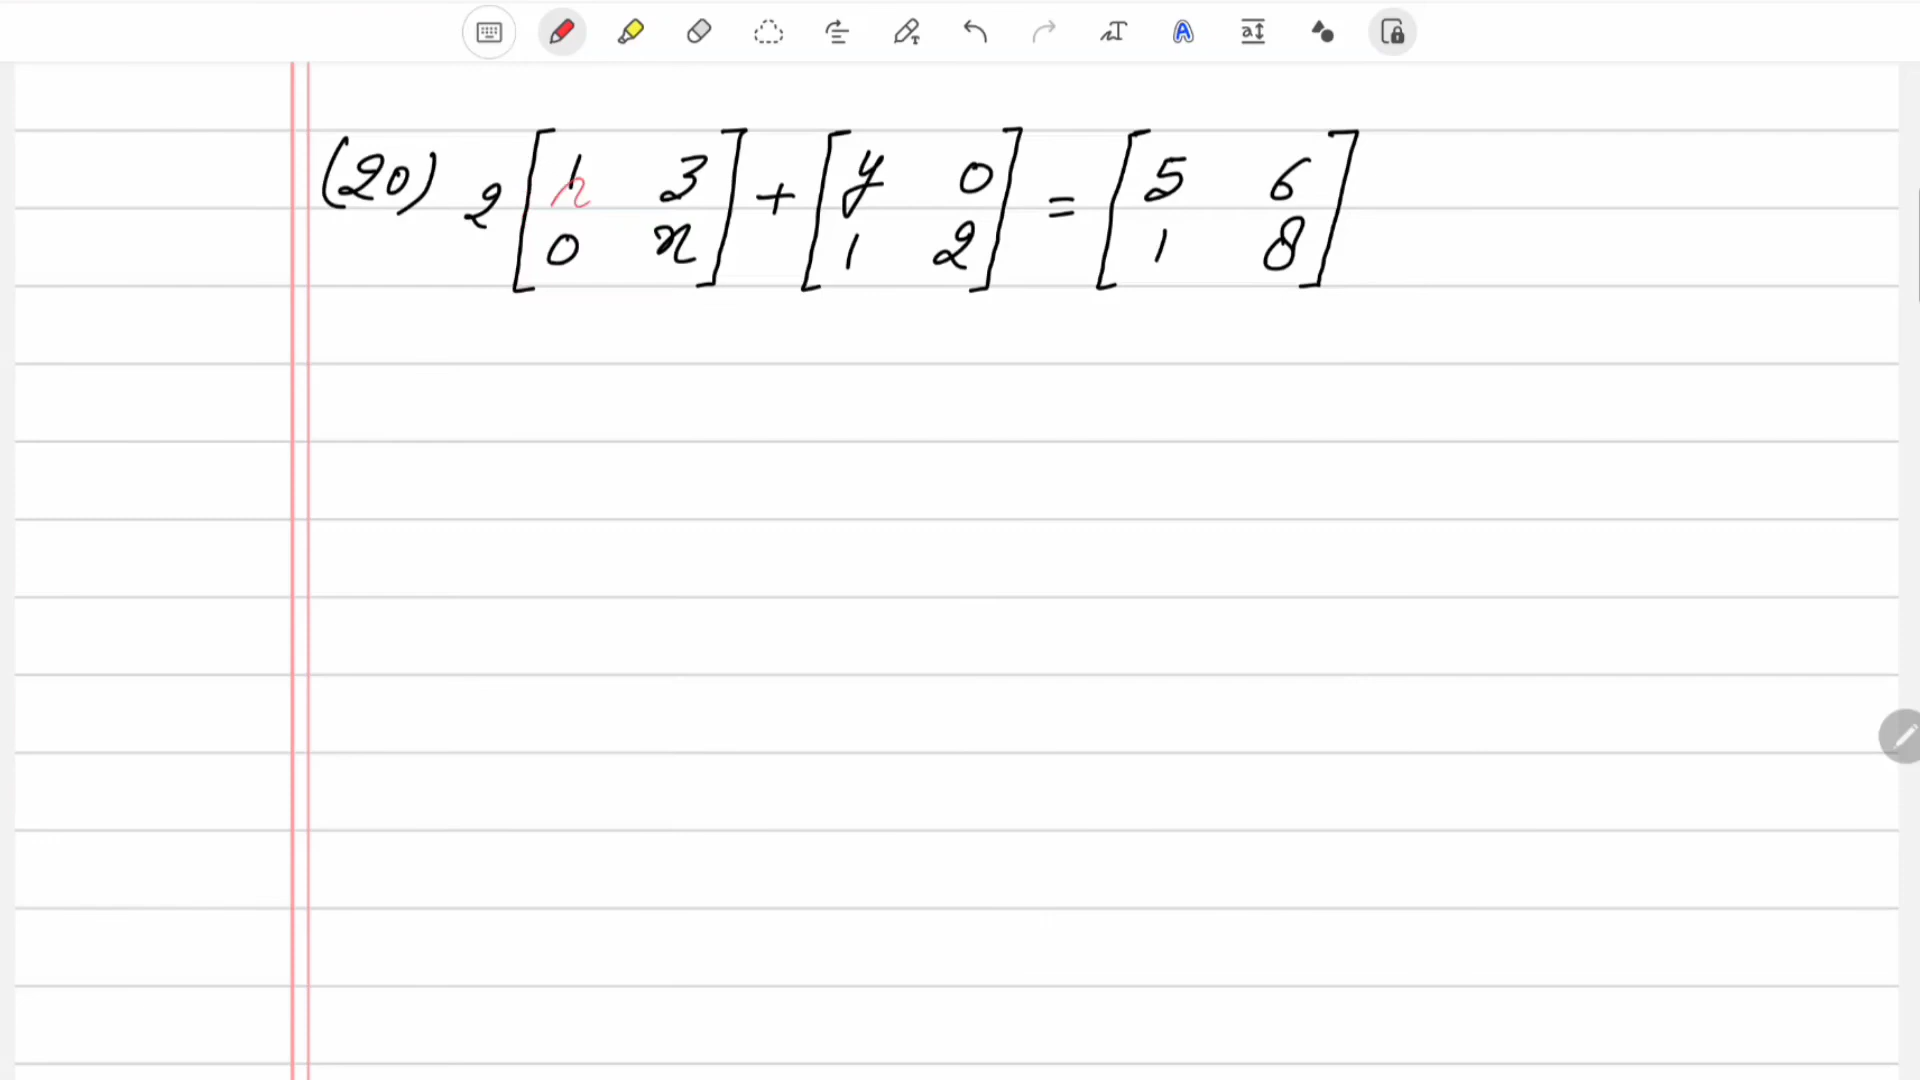 (20) 2 [1 3] + [y 0] = [5 6]
[0 x] [1 2] [1 8]